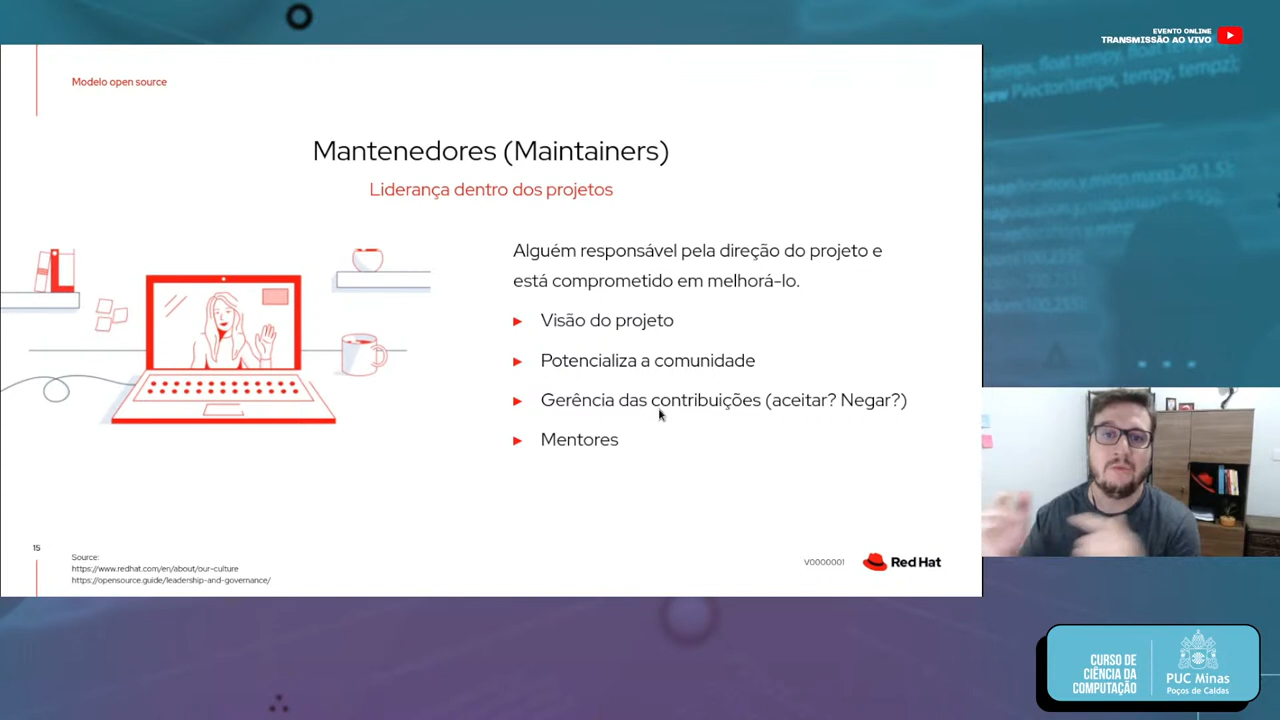 EVENTO ONLINE
TRANSMISSÃO AO VIVO
Modelo open source
Mantenedores (Maintainers)
Liderança dentro dos projetos
Alguém responsável pela direção do projeto e
está comprometido em melhorá-lo.
Visão do projeto
Potencializa a comunidade
Gerência das contribuições (aceitar? Negar?)
Mentores
15
Source:
https://www.redhat.com/en/about/our-culture
https://opensource.guide/leadership-and-governance/
V0000001
Red Hat
CURSO DE
CIÊNCIA DA
COMPUTAÇÃO
PUC Minas
Poços de Caldas